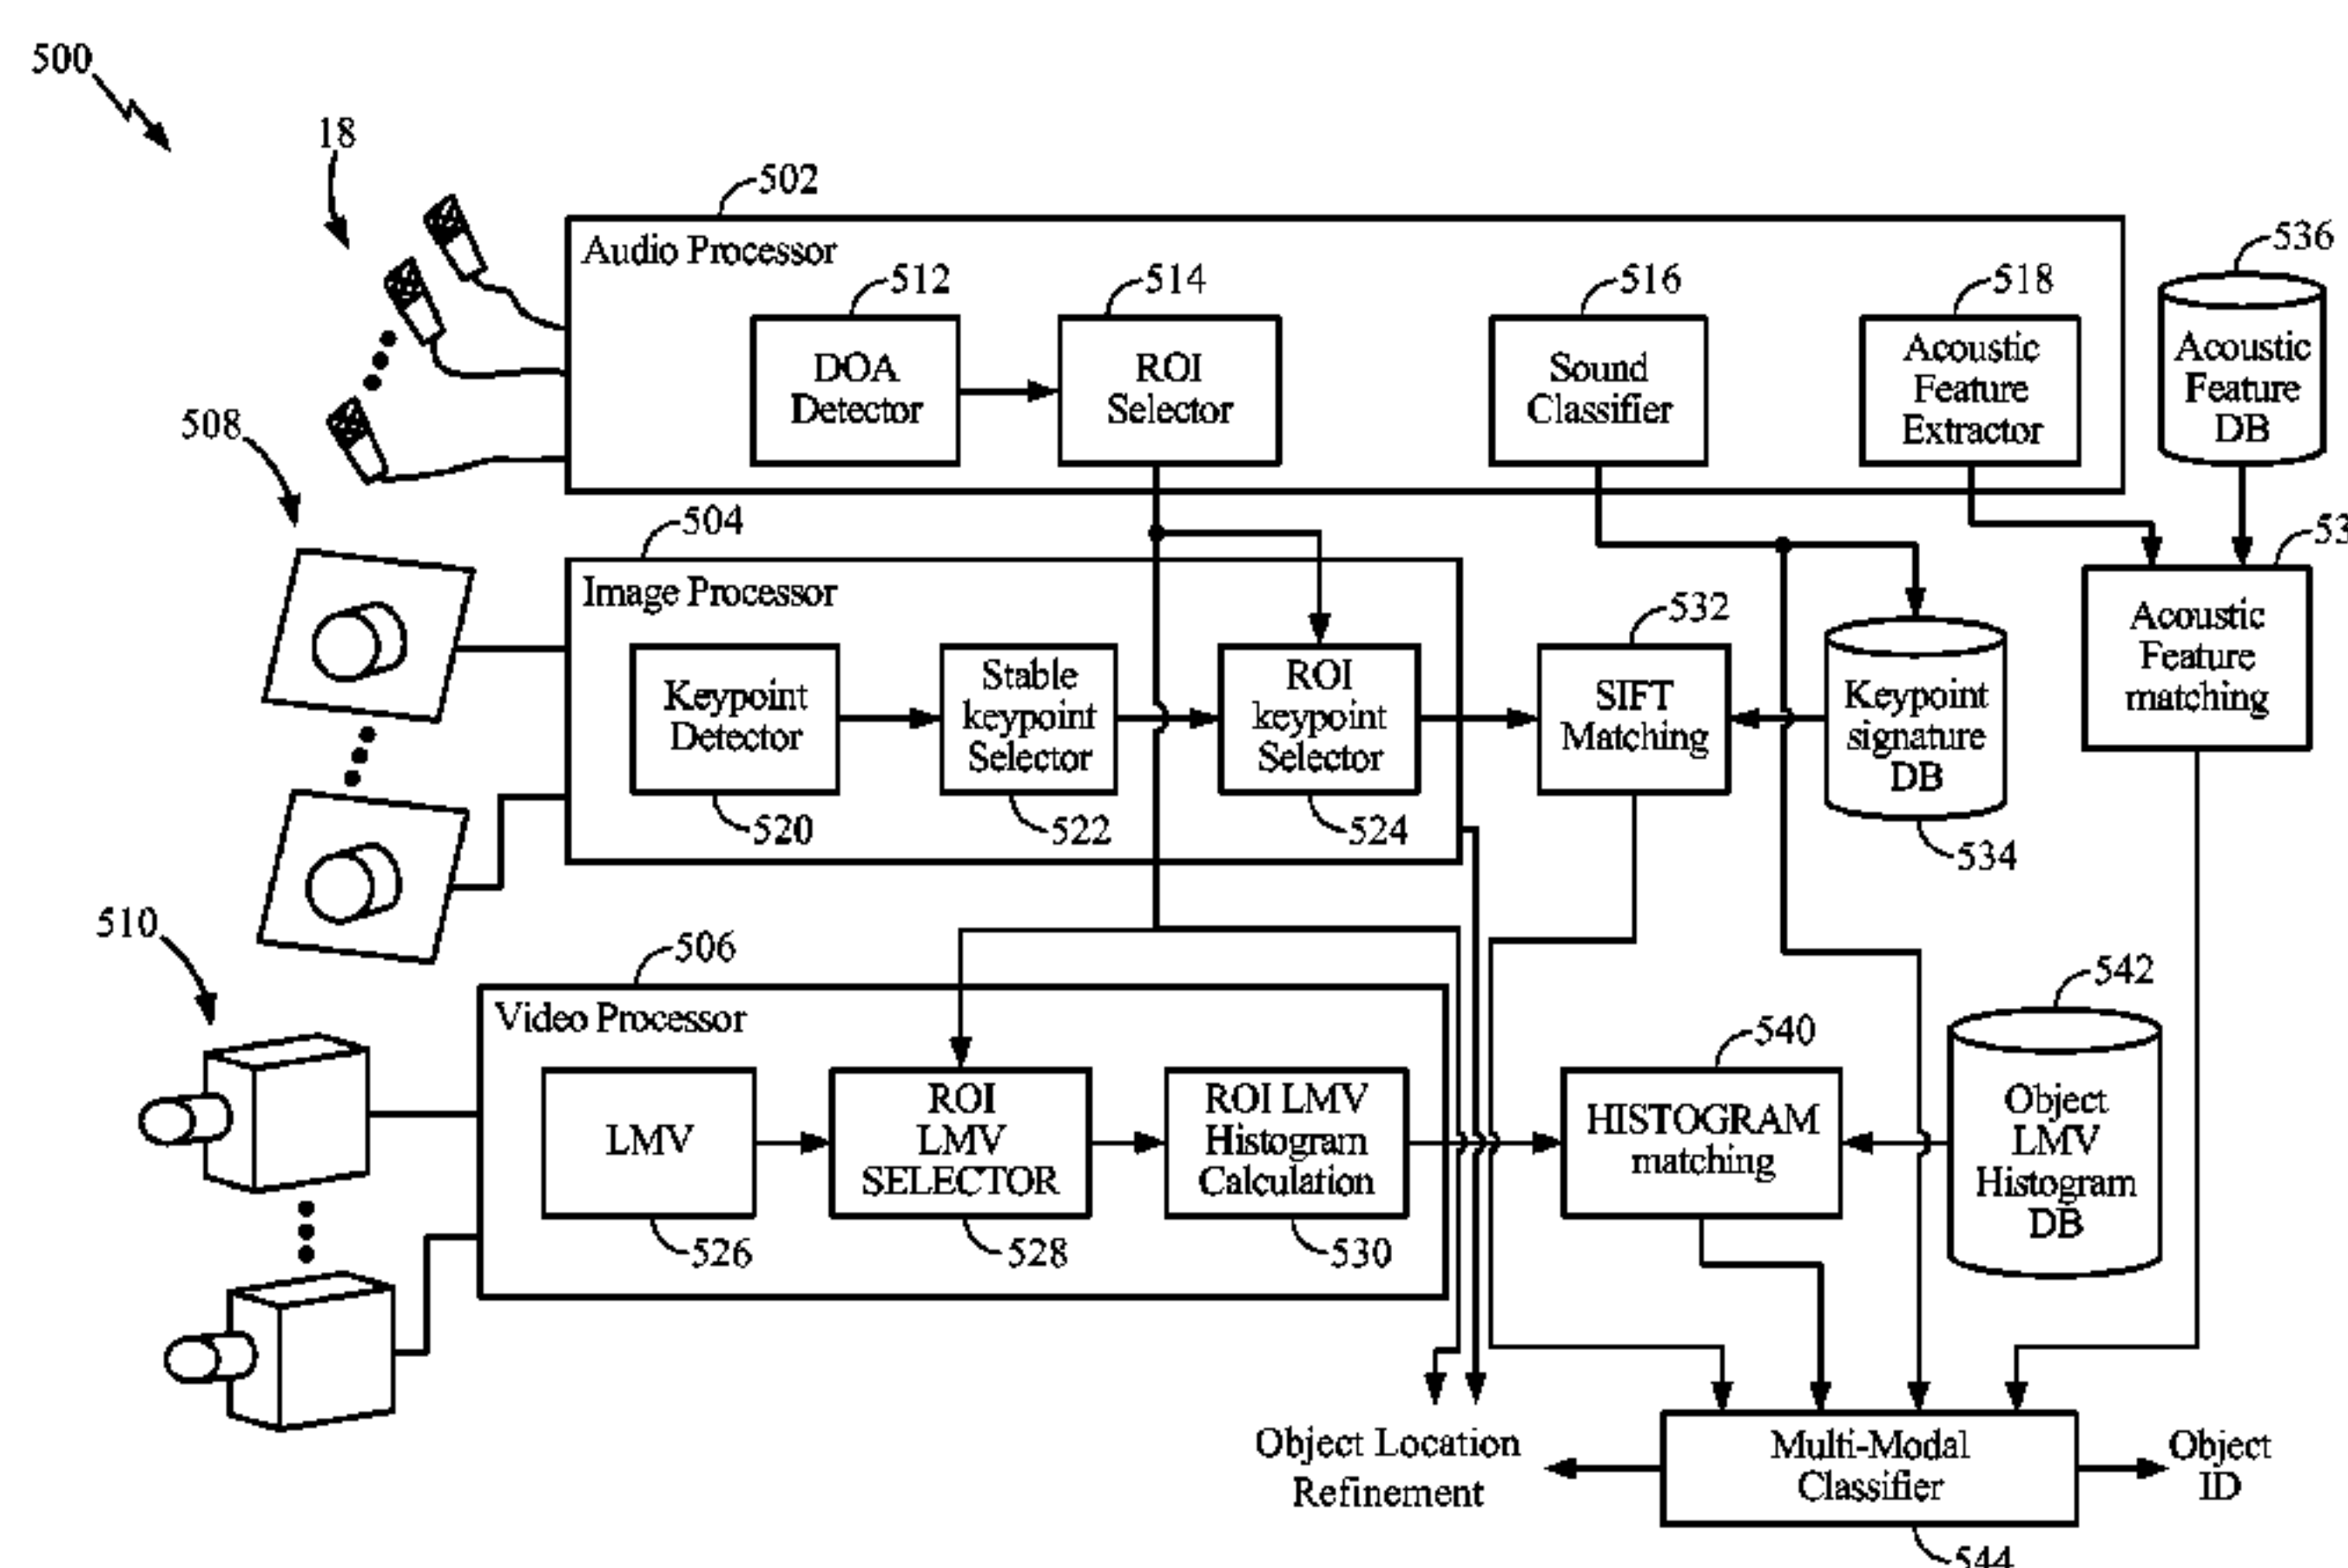 500
18
502
Audio Processor
536
512
514
516
518
DOA
Detector
ROI
Selector
Sound
Classifier
Acoustic
Feature
Extractor
Acoustic
Feature
DB
508
504
53
Image Processor
532
Acoustic
Feature
matching
Keypoint
Detector
Stable
keypoint
Selector
ROI
keypoint
Selector
SIFT
Matching
Keypoint
signature
DB
520
522
524
534
510
506
542
Video Processor
540
LMV
ROI
LMV
SELECTOR
ROI LMV
Histogram
Calculation
HISTOGRAM
matching
Object
LMV
Histogram
DB
526
528
530
Object Location
Refinement
Multi-Modal
Classifier
Object
ID
544